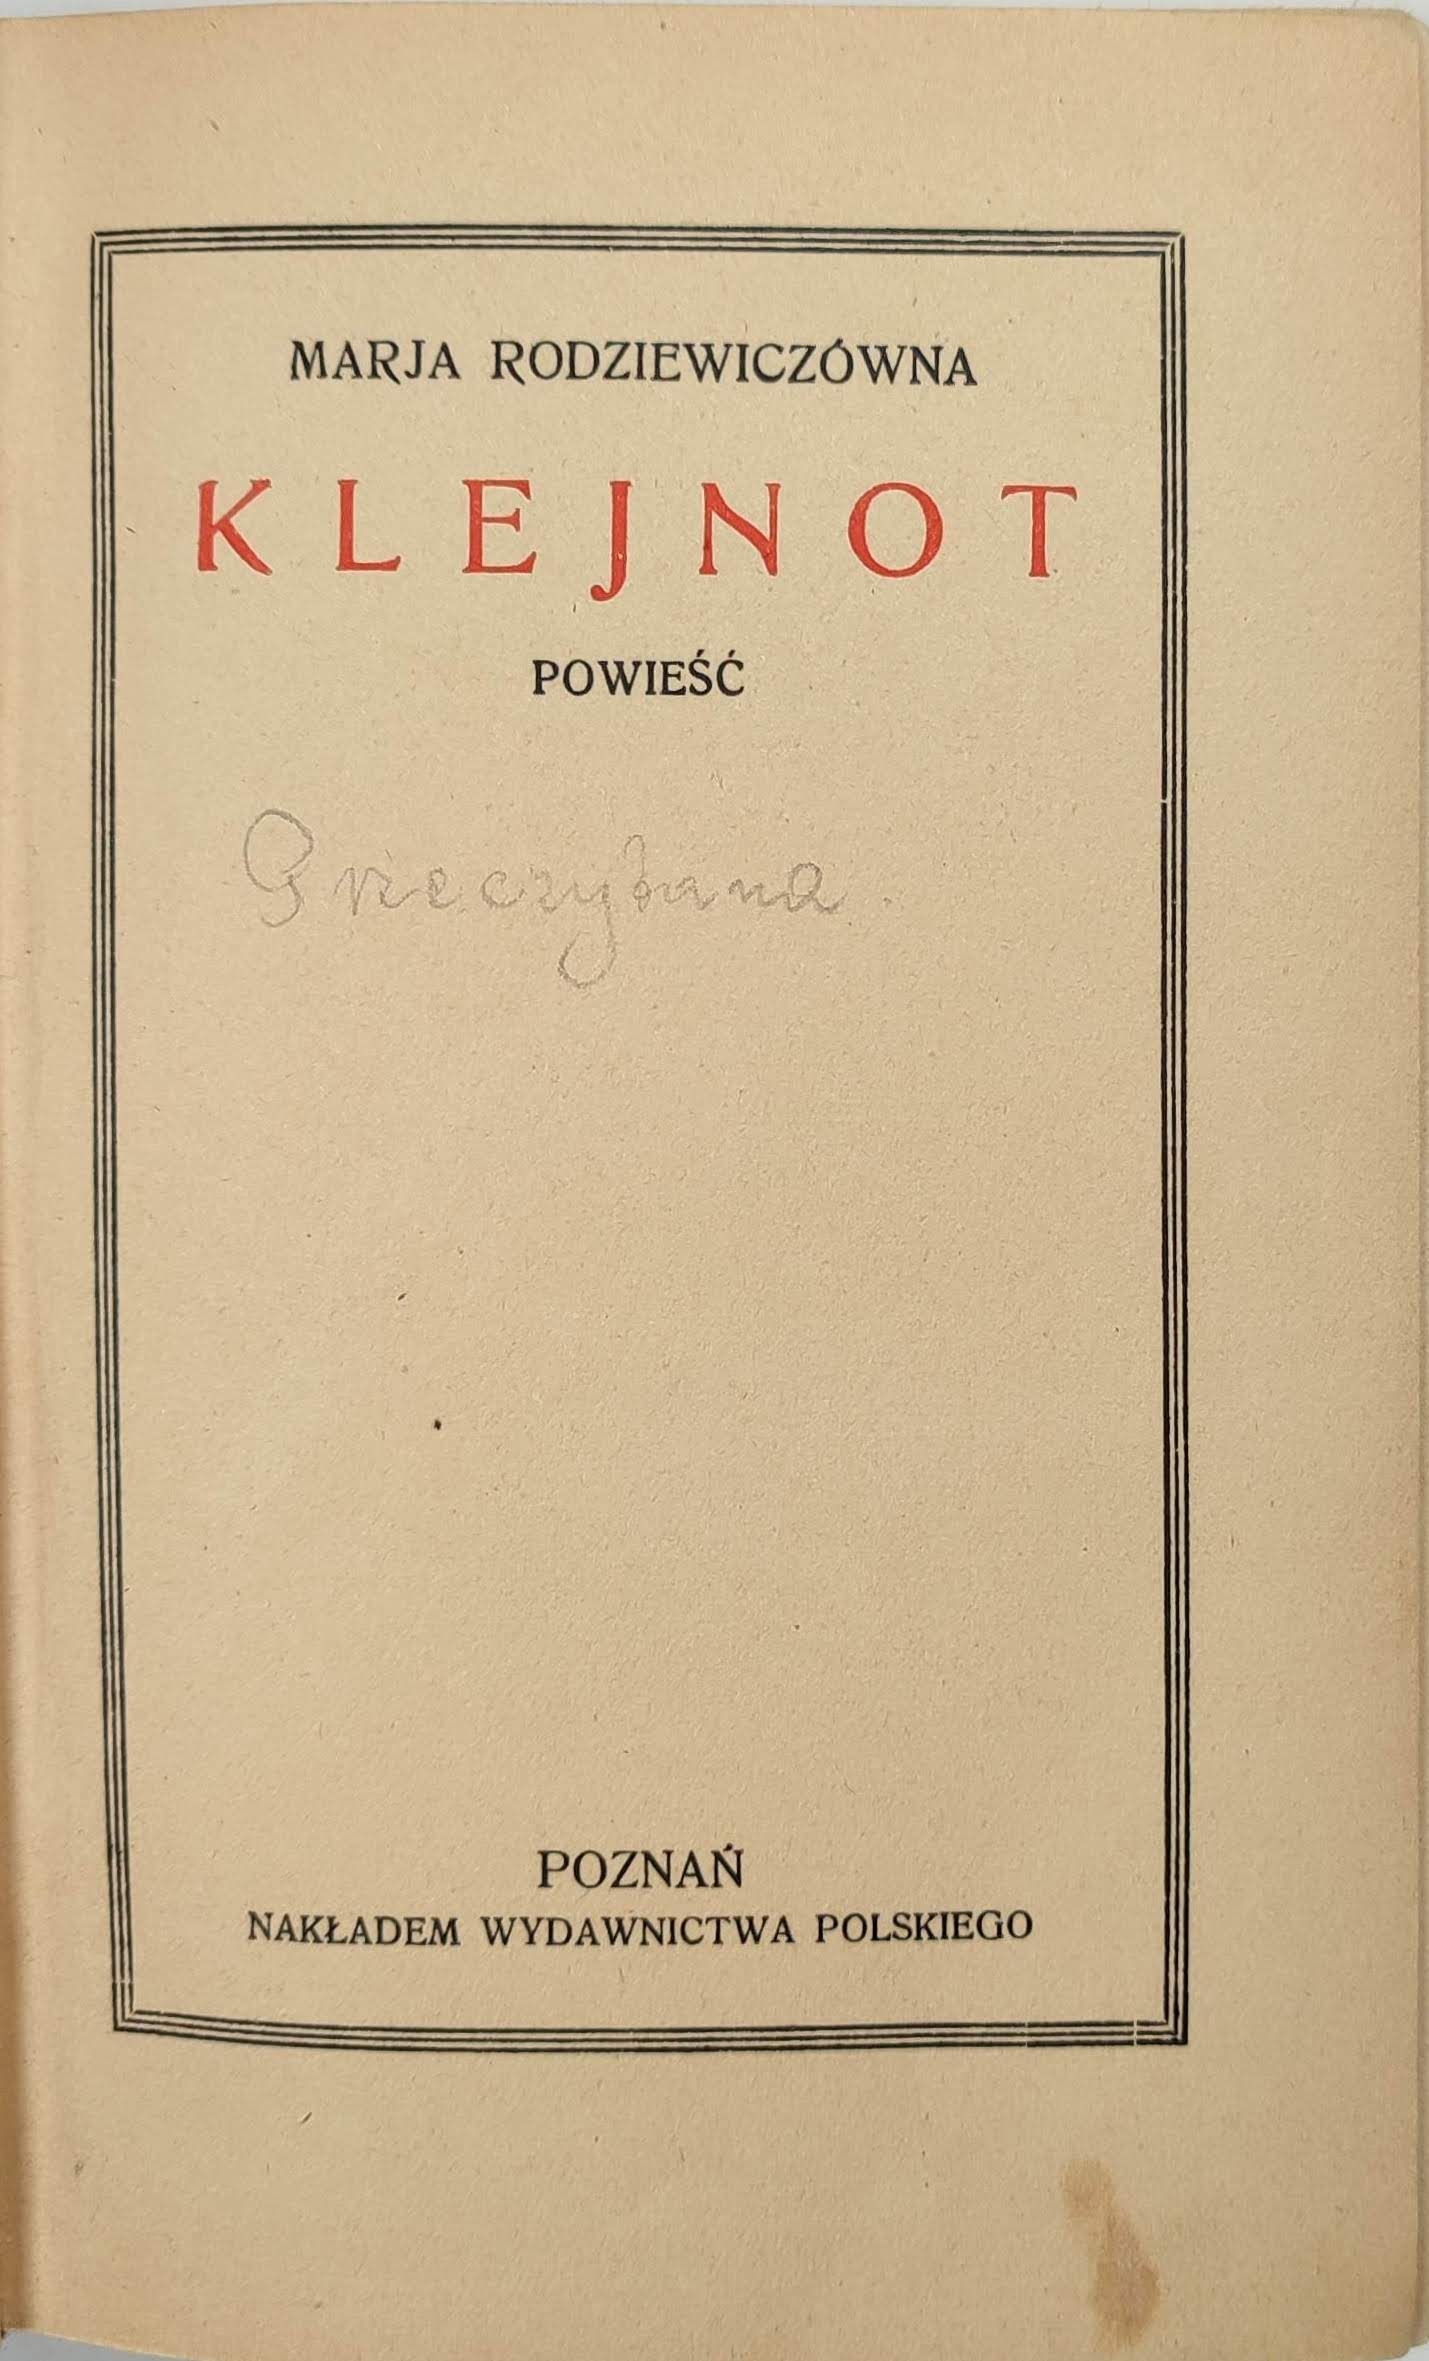 MARJA RODZIEWICZÓWNA
KLEJNOT
POWIEŚĆ
Przeczytana.
POZNAŃ
NAKŁADEM WYDAWNICTWA POLSKIEGO